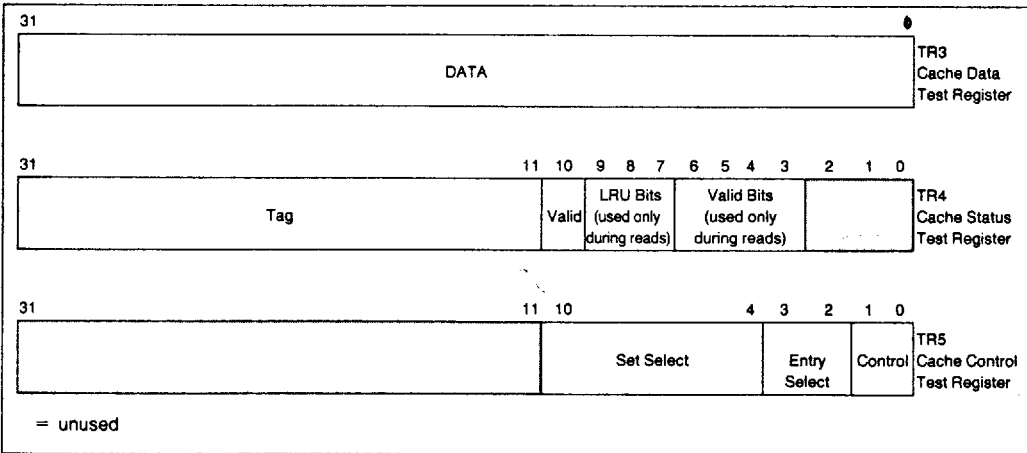 31 0
DATA
TR3
Cache Data
Test Register
31 11 10 9 8 7 6 5 4 3 2 1 0
Tag
Valid
LRU Bits
(used only
during reads)
Valid Bits
(used only
during reads)
TR4
Cache Status
Test Register
31 11 10 4 3 2 1 0
Set Select
Entry
Select
Control
TR5
Cache Control
Test Register
= unused